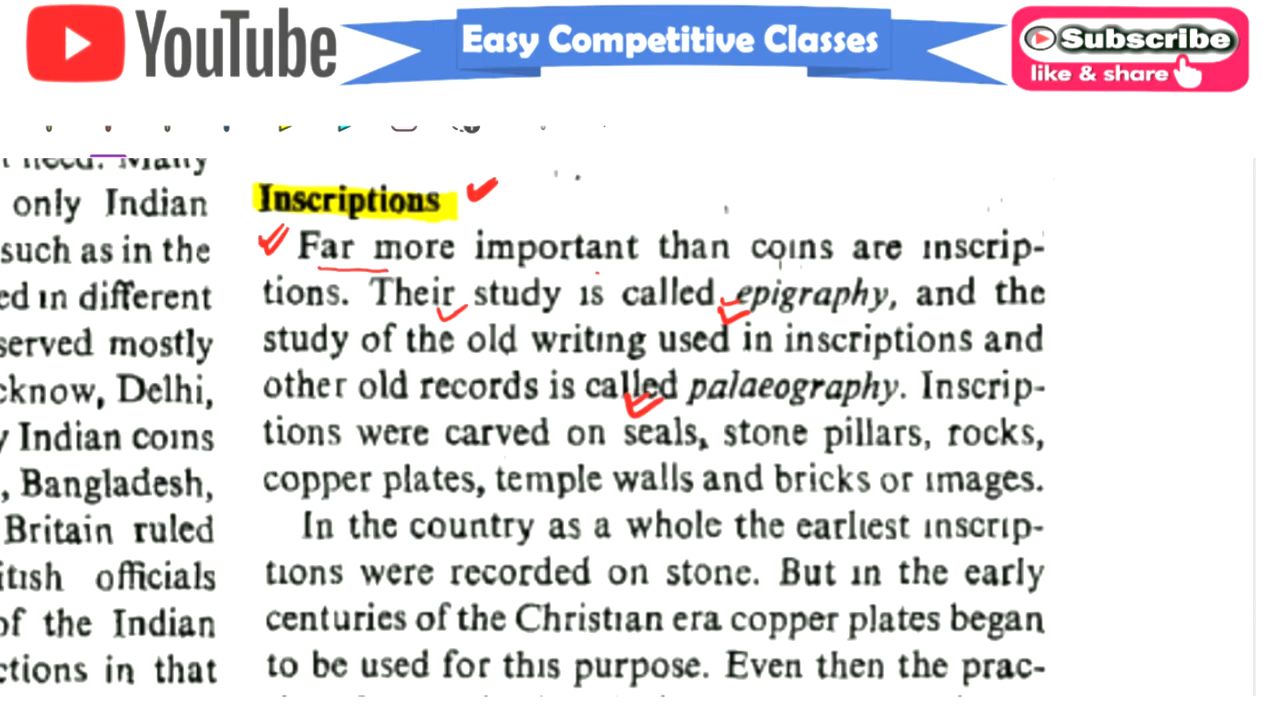 YouTube
Easy Competitive Classes
Subscribe
like & share
only Indian
such as in the
ed in different
served mostly
cknow, Delhi,
y Indian coins
, Bangladesh,
Britain ruled
itish officials
of the Indian
ctions in that
Inscriptions
Far more important than coins are inscrip-
tions. Their study is called epigraphy, and the
study of the old writing used in inscriptions and
other old records is called palaeography. Inscrip-
tions were carved on seals, stone pillars, rocks,
copper plates, temple walls and bricks or images.
In the country as a whole the earliest inscrip-
tions were recorded on stone. But in the early
centuries of the Christian era copper plates began
to be used for this purpose. Even then the prac-